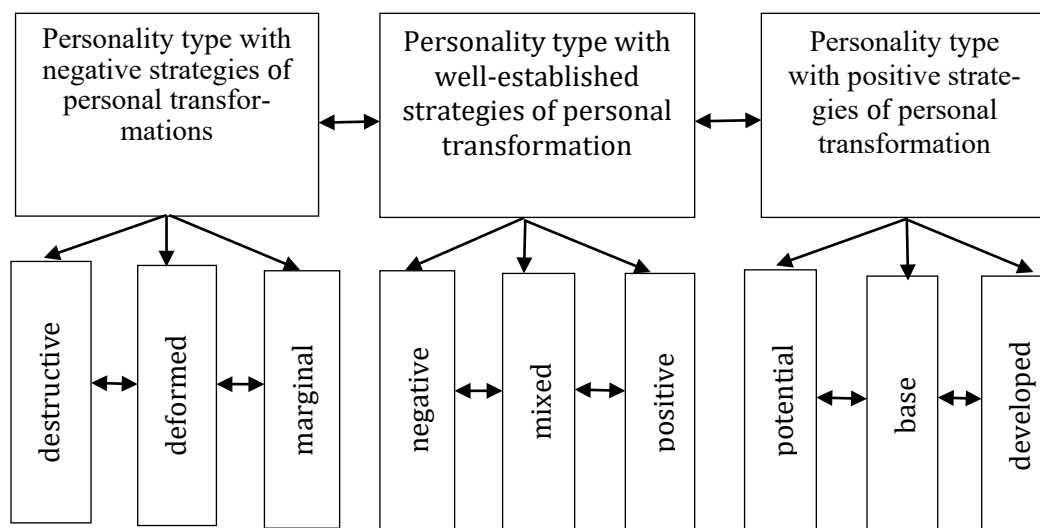 Personality type with
negative strategies of
personal transfor-
mations
Personality type with
well-established
strategies of personal
transformation
Personality type
with positive strate-
gies of personal
transformation
destructive
deformed
marginal
negative
mixed
positive
potential
base
developed